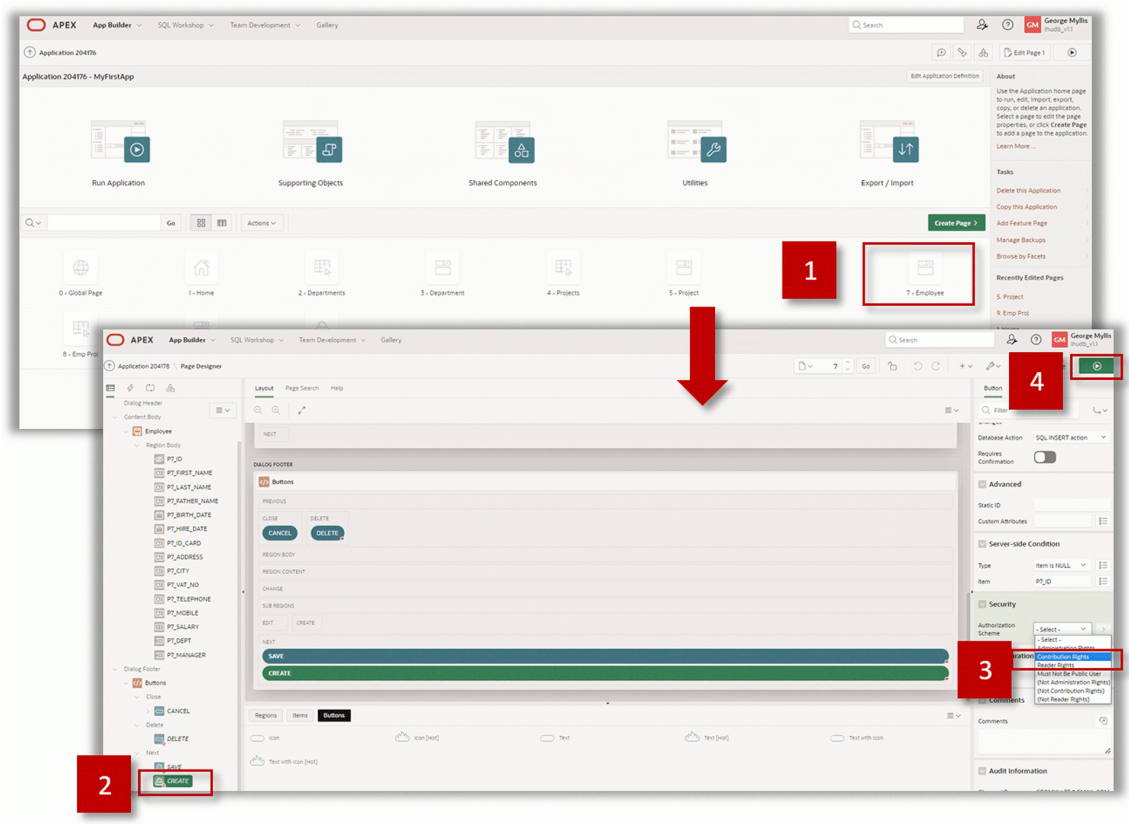 APEX App Builder SQL Workshop Team Development Gallery Search GM George Myllis
ihudb_v11
Application 204176 Edit Page 1
Application 204176 - MyFirstApp Edit Application Definition About
Use the Application home page
to run, edit, import, export,
copy, or delete an application.
Select a page to edit the page
properties, or click Create Page
to add a page to the application.
Learn More ...
Run Application Supporting Objects Shared Components Utilities Export / Import
Tasks
Delete this Application
Copy this Application
Go Actions Create Page > Add Feature Page
Manage Backups
Browse by Facets
1
Recently Edited Pages
0 - Global Page 1 - Home 2 - Departments 3 - Department 4 - Projects 5 - Project 7 - Employee
5. Project
9. Emp Proj
8 - Emp Proj
APEX App Builder SQL Workshop Team Development Gallery Search GM George Myllis
ihudb_v11
Application 204178 \ Page Designer 7 Go
4
Layout Page Search Help Button
Dialog Header
Content Body
Employee
Region Body
P7_ID
P7_FIRST_NAME
P7_LAST_NAME
P7_FATHER_NAME
P7_BIRTH_DATE
P7_HIRE_DATE
P7_ID_CARD
P7_ADDRESS
P7_CITY
P7_VAT_NO
P7_TELEPHONE
P7_MOBILE
P7_SALARY
P7_DEPT
P7_MANAGER
Dialog Footer
Buttons
Close
CANCEL
Delete
DELETE
Next
SAVE
CREATE
2
NEXT
DIALOG FOOTER
Buttons
PREVIOUS
CLOSE DELETE
CANCEL DELETE
REGION BODY
REGION CONTENT
CHANGE
SUB REGIONS
EDIT CREATE
NEXT
SAVE
CREATE
Regions Items Buttons
Icon Icon [Hot] Text Text [Hot] Text with Icon
Text with Icon [Hot]
Filter
Database Action SQL INSERT action
Requires
Confirmation
Advanced
Static ID
Custom Attributes
Server-side Condition
Type Item is NULL
Item P7_ID
Security
Authorization
Scheme - Select -
- Select -
Administration Rights
Contribution Rights
Reader Rights
Must Not Be Public User
{Not Administration Rights}
{Not Contribution Rights}
{Not Reader Rights}
3
Comments
Comments
Audit Information